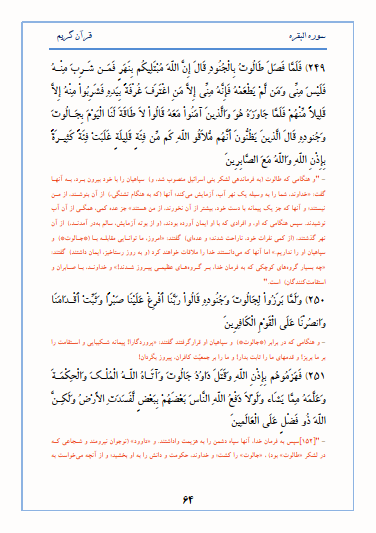 سوره البقره
قرآن کریم
(۲۴۹) فَلَمَّا فَصَلَ طَالُوتُ بِالْجُنُودِ قَالَ إِنَّ اللَّهَ مُبْتَلِيكُم بِنَهَرٍ فَمَن شَرِبَ مِنْهُ
فَلَيْسَ مِنِّي وَمَن لَّمْ يَطْعَمْهُ فَإِنَّهُ مِنِّي إِلاَّ مَنِ اغْتَرَفَ غُرْفَةً بِيَدِهِ فَشَرِبُواْ مِنْهُ إِلاَّ
قَلِيلاً مِّنْهُمْ فَلَمَّا جَاوَزَهُ هُوَ وَالَّذِينَ آمَنُواْ مَعَهُ قَالُواْ لاَ طَاقَةَ لَنَا الْيَوْمَ بِجَالُوتَ
وَجُنودِهِ قَالَ الَّذِينَ يَظُنُّونَ أَنَّهُم مُّلاَقُو اللَّهِ كَم مِّن فِئَةٍ قَلِيلَةٍ غَلَبَتْ فِئَةً كَثِيرَةً
بِإِذْنِ اللَّهِ وَاللَّهُ مَعَ الصَّابِرِينَ
- "و هنگامی که طالوت (به فرماندهی لشکر بنی اسرائیل منصوب شد، و) سپاهیان را با خود بیرون برد، به آنها
گفت: «خداوند، شما را به وسیله یک نهر آب، آزمایش می‌کند؛ آنها (که به هنگام تشنگی،) از آن بنوشند، از من
نیستند؛ و آنها که جز یک پیمانه با دست خود، بیشتر از آن نخورند، از من هستند» جز عده کمی، همگی از آن آب
نوشیدند. سپس هنگامی که او، و افرادی که با او ایمان آورده بودند، (و از بوته آزمایش، سالم به‌در آمدند،) از آن
نهر گذشتند، (از کمی نفرات خود، ناراحت شدند؛ و عده‌ای) گفتند: «امروز، ما توانایی مقابله با (*جالوت*) و
سپاهیان او را نداریم.» اما آنها که می‌دانستند خدا را ملاقات خواهند کرد (و به روز رستاخیز، ایمان داشتند) گفتند:
«چه بسیار گروه‌های کوچکی که به فرمان خدا، بر گروه‌های عظیمی پیروز شدند!» و خداوند، با صابران و
استقامت‌کنندگان) است."
(۲۵۰) وَلَمَّا بَرَزُواْ لِجَالُوتَ وَجُنُودِهِ قَالُواْ رَبَّنَا أَفْرِغْ عَلَيْنَا صَبْرًا وَثَبِّتْ أَقْدَامَنَا
وَانصُرْنَا عَلَى الْقَوْمِ الْكَافِرِينَ
- و هنگامی که در برابر (*جالوت*) و سپاهیان او قرارگرفتند گفتند: «پروردگارا! پیمانه شکیبایی و استقامت را
بر ما بریز! و قدمهای ما را ثابت بدار! و ما را بر جمعیّت کافران، پیروز بگردان!
(۲۵۱) فَهَزَمُوهُم بِإِذْنِ اللَّهِ وَقَتَلَ دَاوُدُ جَالُوتَ وَآتَاهُ اللَّهُ الْمُلْكَ وَالْحِكْمَةَ
وَعَلَّمَهُ مِمَّا يَشَاء وَلَوْلاَ دَفْعُ اللَّهِ النَّاسَ بَعْضَهُمْ بِبَعْضٍ لَّفَسَدَتِ الأَرْضُ وَلَكِنَّ
اللَّهَ ذُو فَضْلٍ عَلَى الْعَالَمِينَ
- "[۱۵۲]سپس به فرمان خدا، آنها سپاه دشمن را به هزیمت واداشتند. و «داوود» (نوجوان نیرومند و شجاعی که
در لشکر «طالوت» بود) ، «جالوت» را کشت؛ و خداوند، حکومت و دانش را به او بخشید؛ و از آنچه می‌خواست به
۶۴